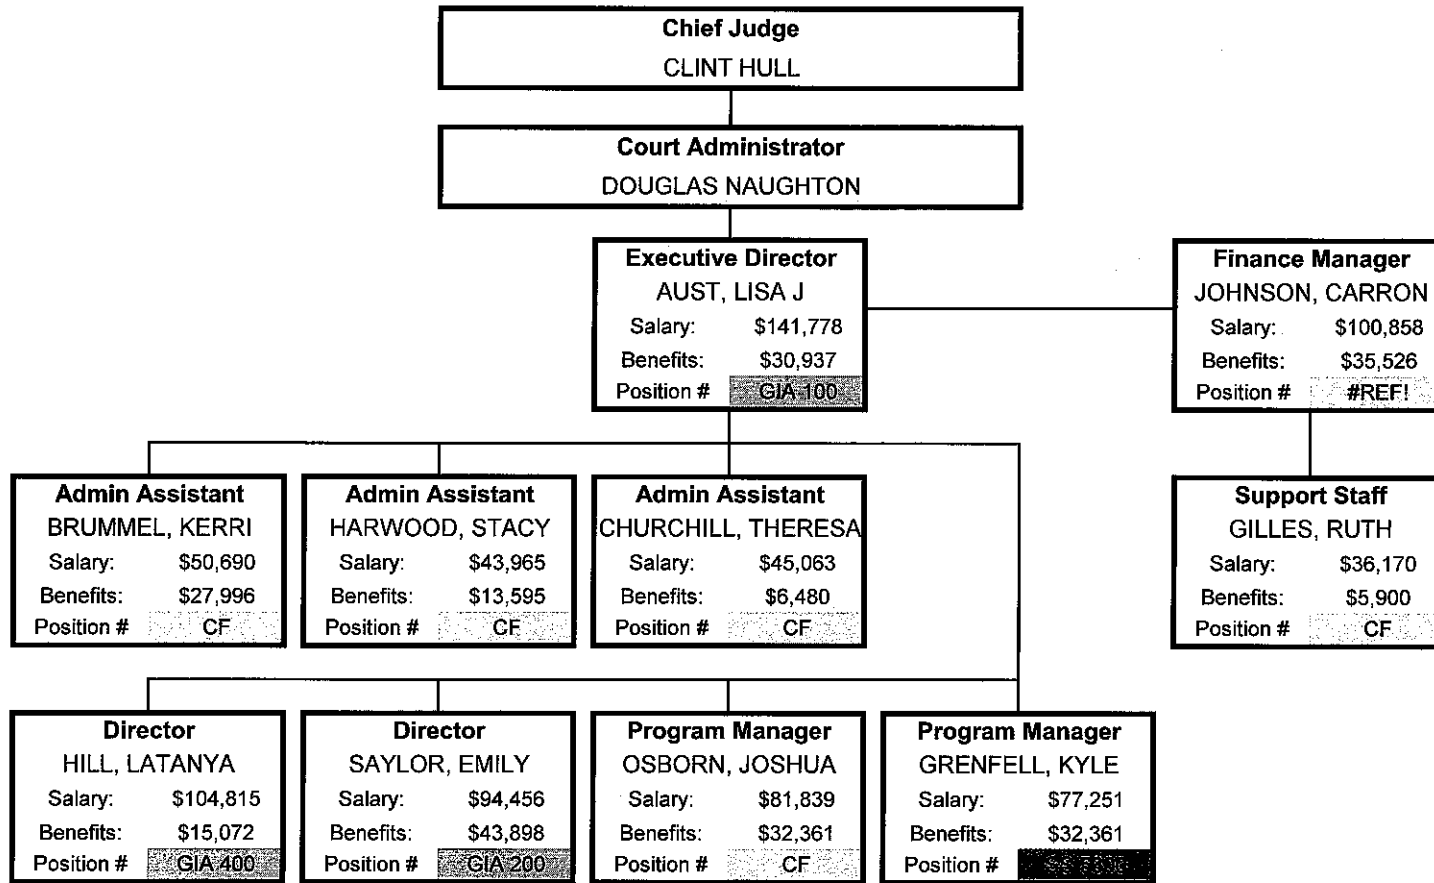 Chief Judge
CLINT HULL
Court Administrator
DOUGLAS NAUGHTON
Executive Director
AUST, LISA J
Salary: $141,778
Benefits: $30,937
Position # GIA-100
Finance Manager
JOHNSON, CARRON
Salary: $100,858
Benefits: $35,526
Position # #REF!
Admin Assistant
BRUMMEL, KERRI
Salary: $50,690
Benefits: $27,996
Position # CF
Admin Assistant
HARWOOD, STACY
Salary: $43,965
Benefits: $13,595
Position # CF
Admin Assistant
CHURCHILL, THERESA
Salary: $45,063
Benefits: $6,480
Position # CF
Support Staff
GILLES, RUTH
Salary: $36,170
Benefits: $5,900
Position # CF
Director
HILL, LATANYA
Salary: $104,815
Benefits: $15,072
Position # GIA 400
Director
SAYLOR, EMILY
Salary: $94,456
Benefits: $43,898
Position # GIA 200
Program Manager
OSBORN, JOSHUA
Salary: $81,839
Benefits: $32,361
Position # CF
Program Manager
GRENFELL, KYLE
Salary: $77,251
Benefits: $32,361
Position #